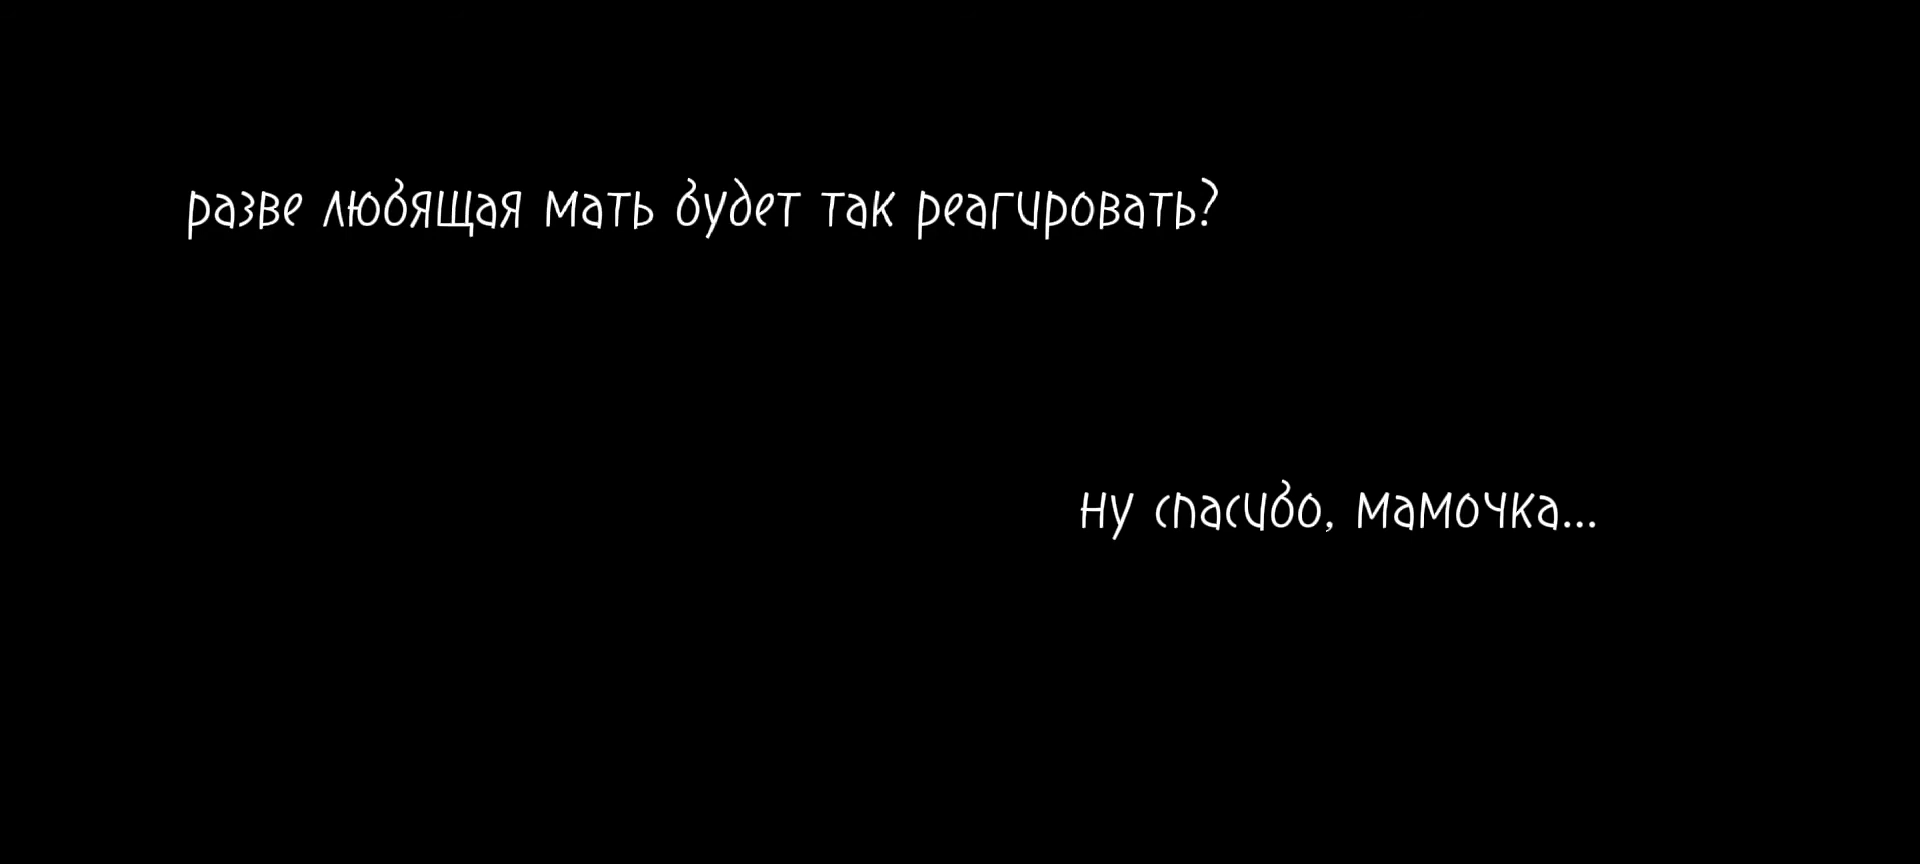 разве любящая мать будет так реагировать?
ну спасибо, мамочка...